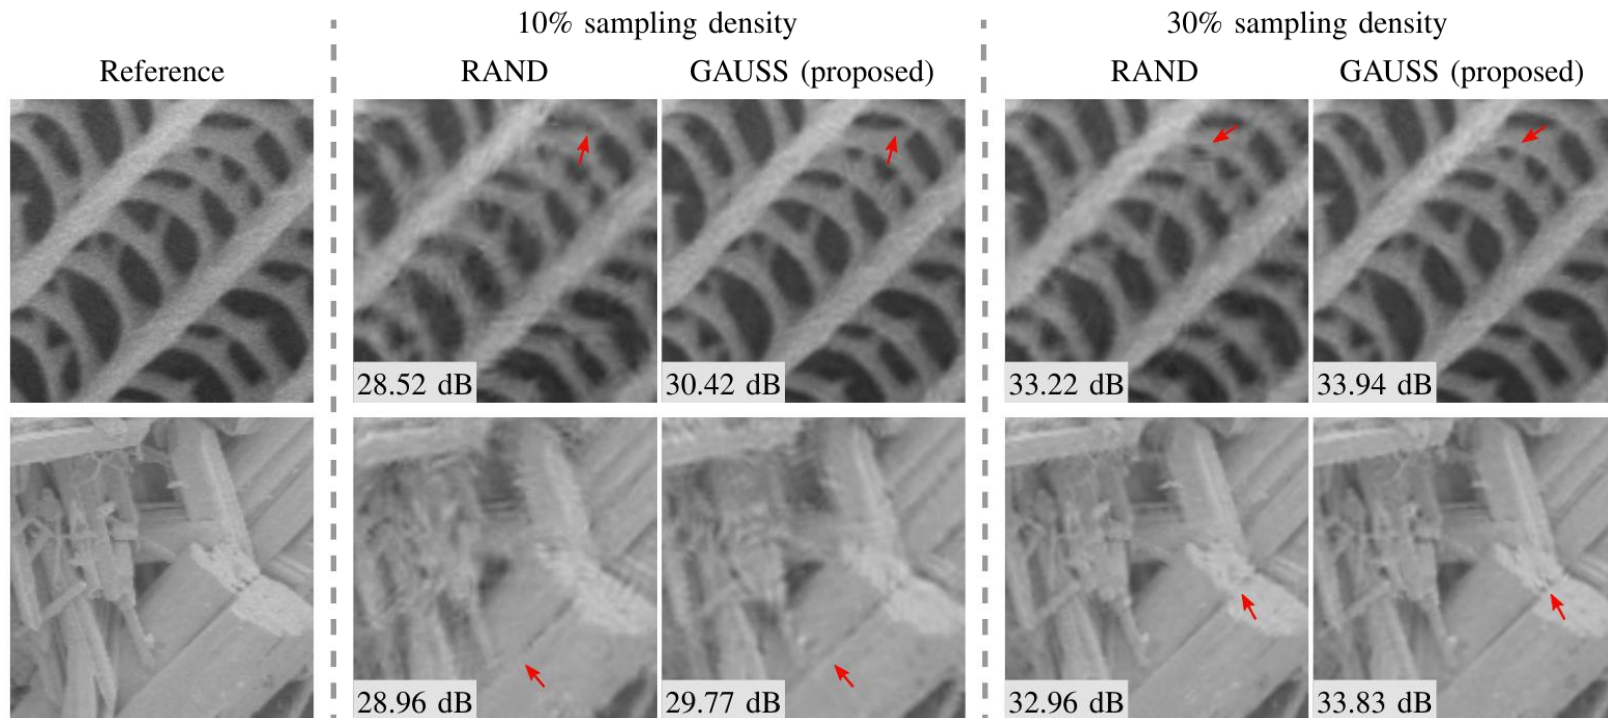 10% sampling density
30% sampling density
Reference
RAND
GAUSS (proposed)
RAND
GAUSS (proposed)
28.52 dB
30.42 dB
33.22 dB
33.94 dB
28.96 dB
29.77 dB
32.96 dB
33.83 dB